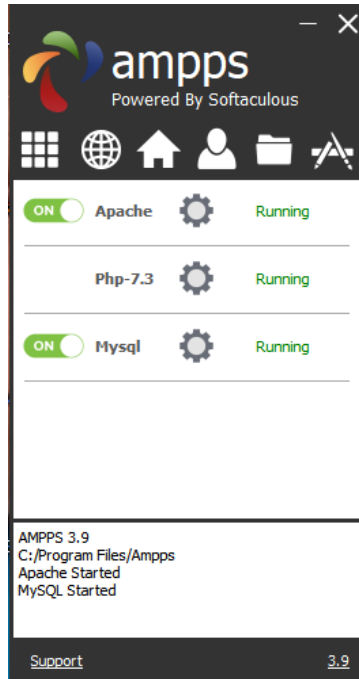 ampps
Powered By Softaculous
ON Apache Running
Php-7.3 Running
ON Mysql Running
AMPPS 3.9
C:/Program Files/Ampps
Apache Started
MySQL Started
Support 3.9